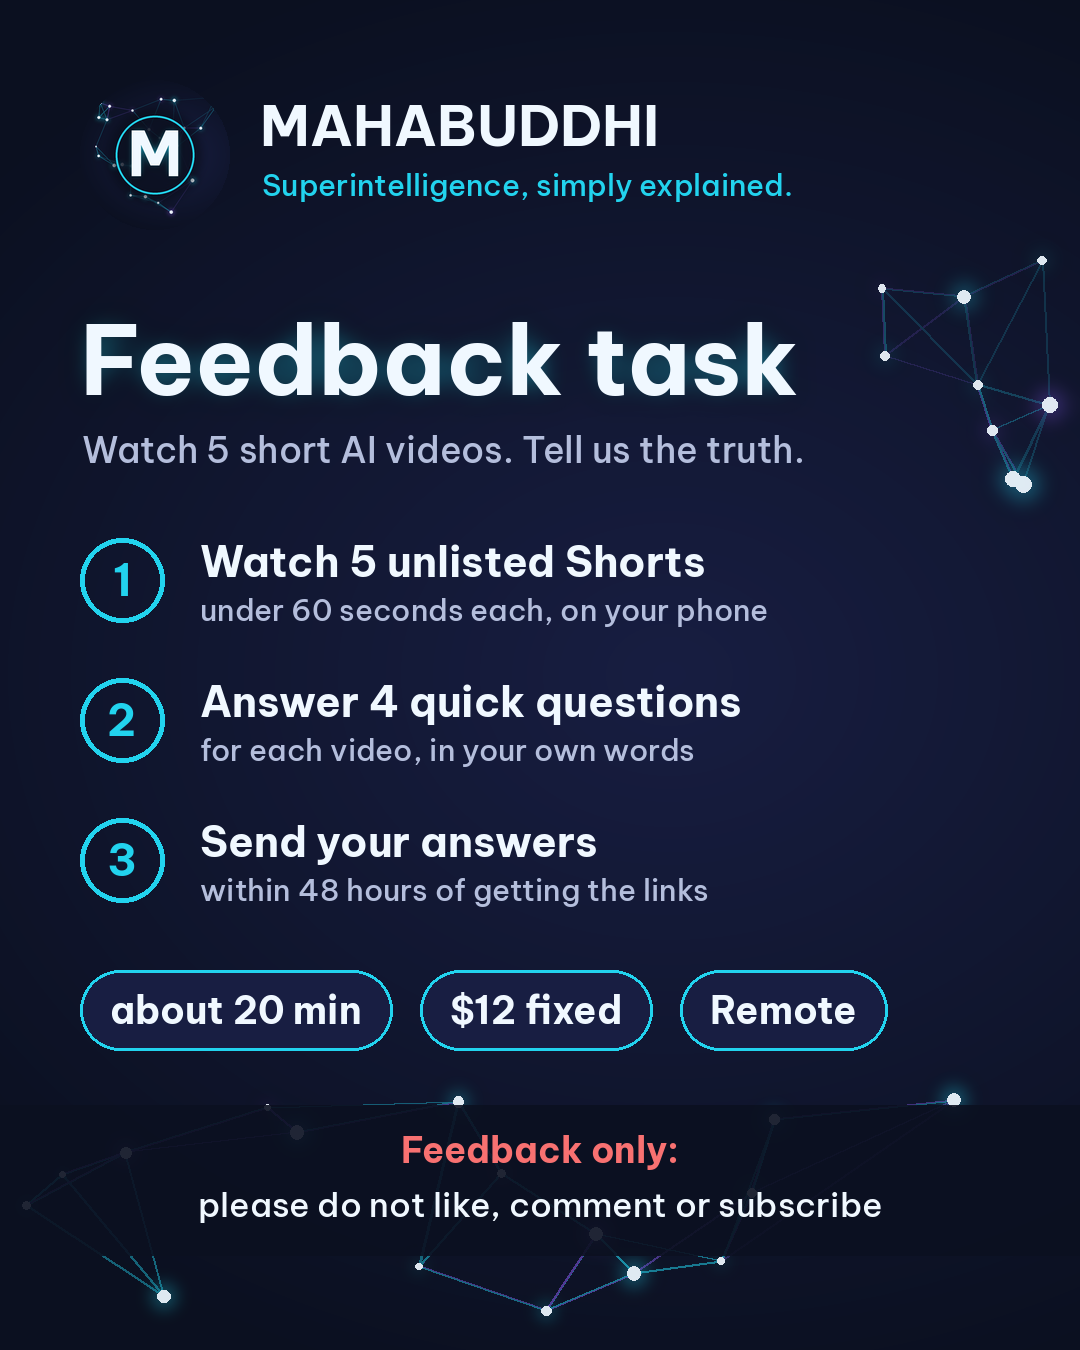 M
MAHABUDDHI
Superintelligence, simply explained.
Feedback task
Watch 5 short AI videos. Tell us the truth.
1
Watch 5 unlisted Shorts
under 60 seconds each, on your phone
2
Answer 4 quick questions
for each video, in your own words
3
Send your answers
within 48 hours of getting the links
about 20 min
$12 fixed
Remote
Feedback only:
please do not like, comment or subscribe